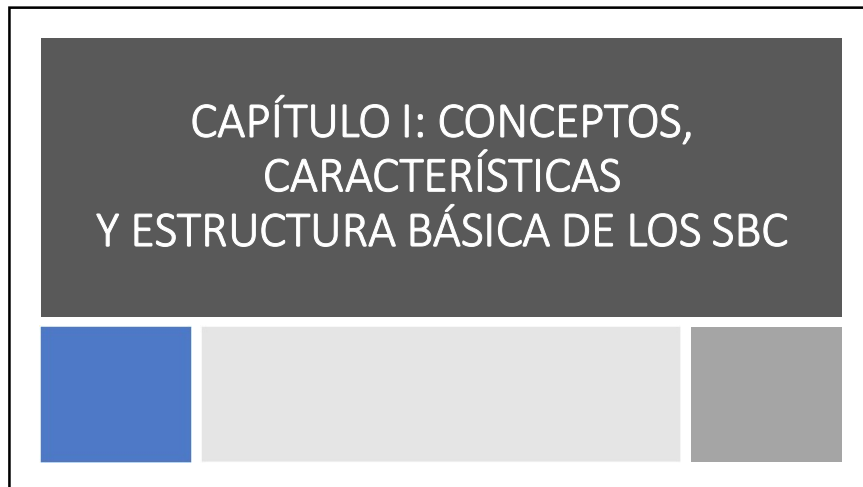 CAPÍTULO I: CONCEPTOS,
CARACTERÍSTICAS
Y ESTRUCTURA BÁSICA DE LOS SBC